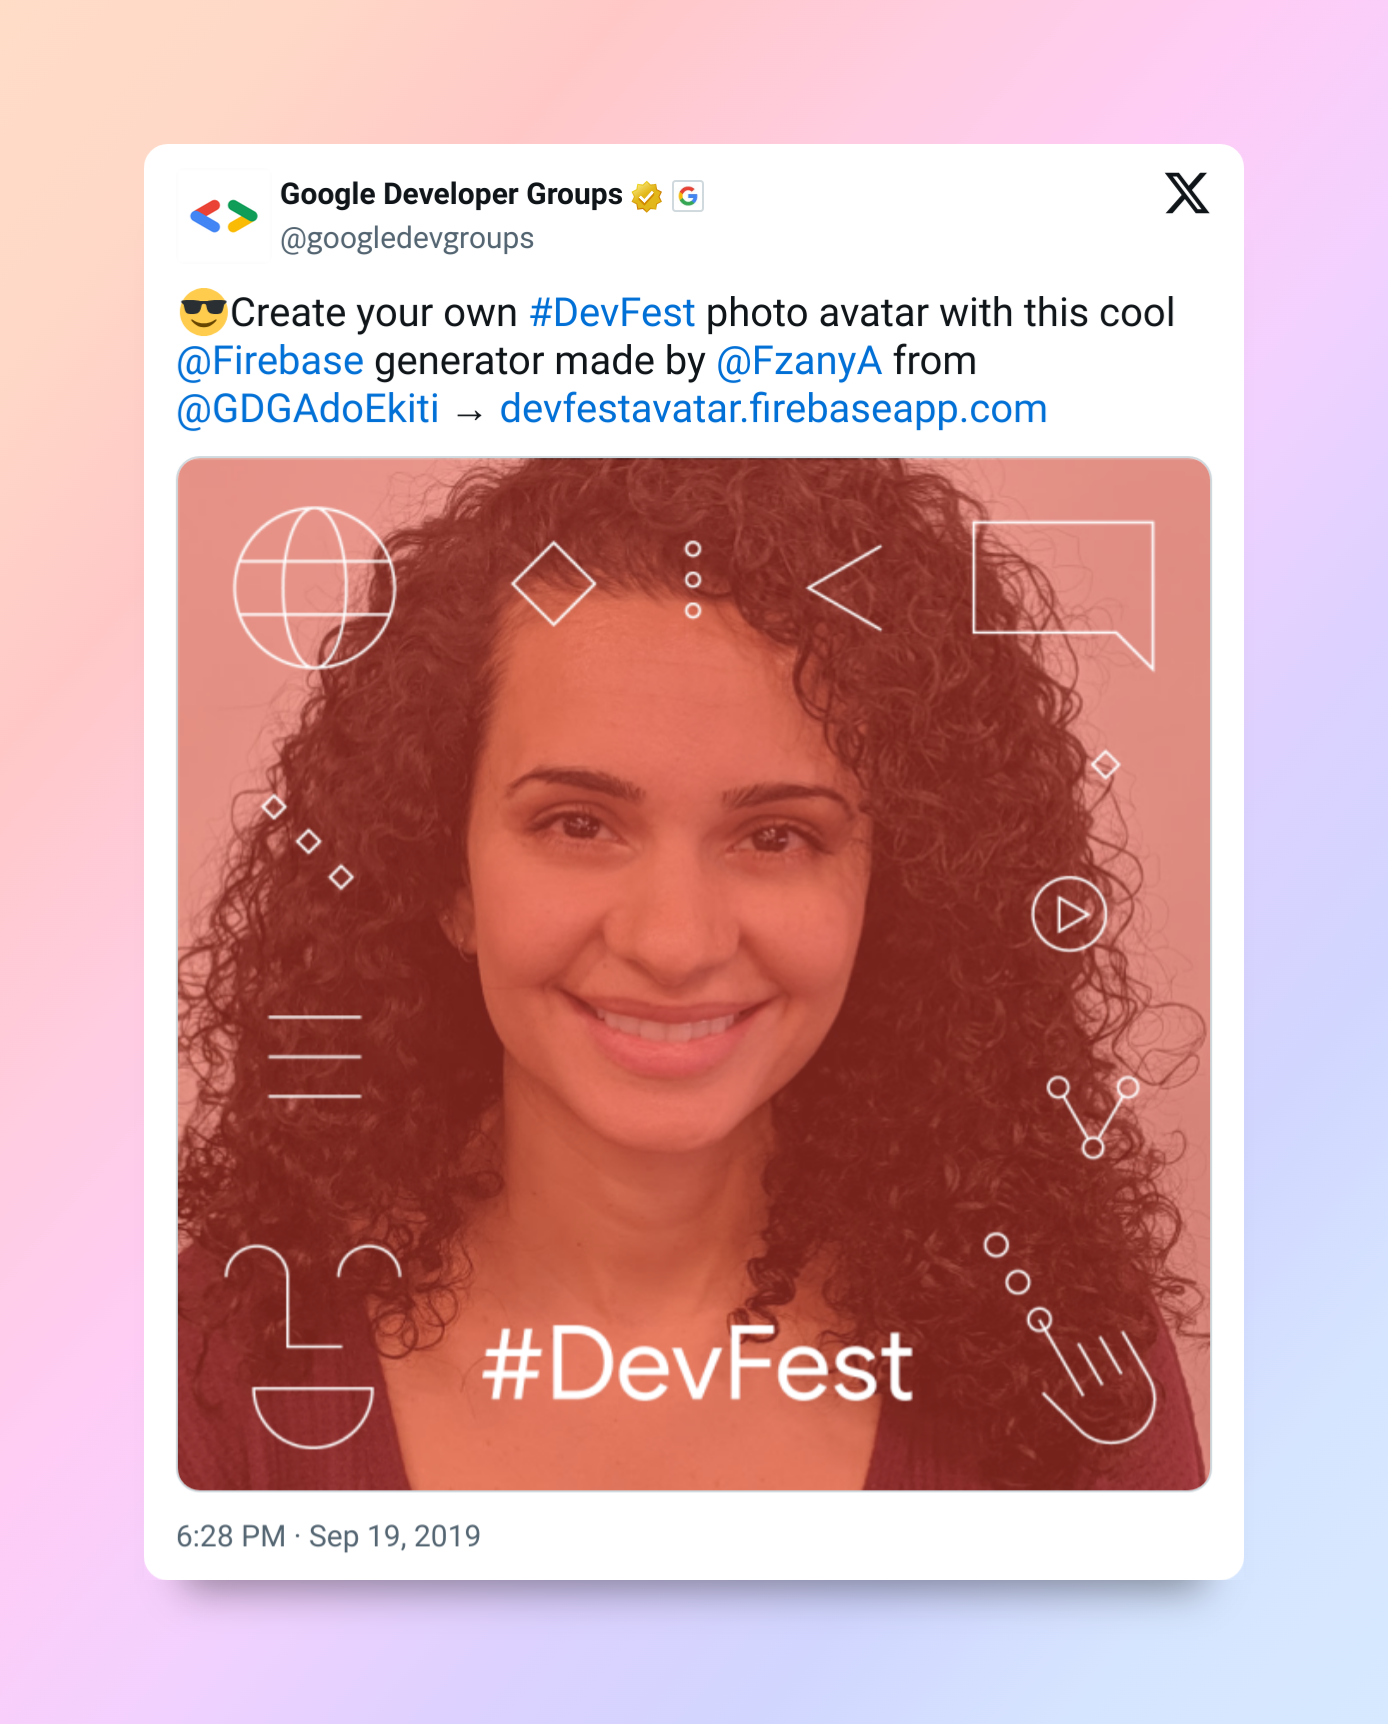 Google Developer Groups
@googledevgroups
😎Create your own #DevFest photo avatar with this cool
@Firebase generator made by @FzanyA from
@GDGAdoEkiti → devfestavatar.firebaseapp.com
#DevFest
6:28 PM · Sep 19, 2019